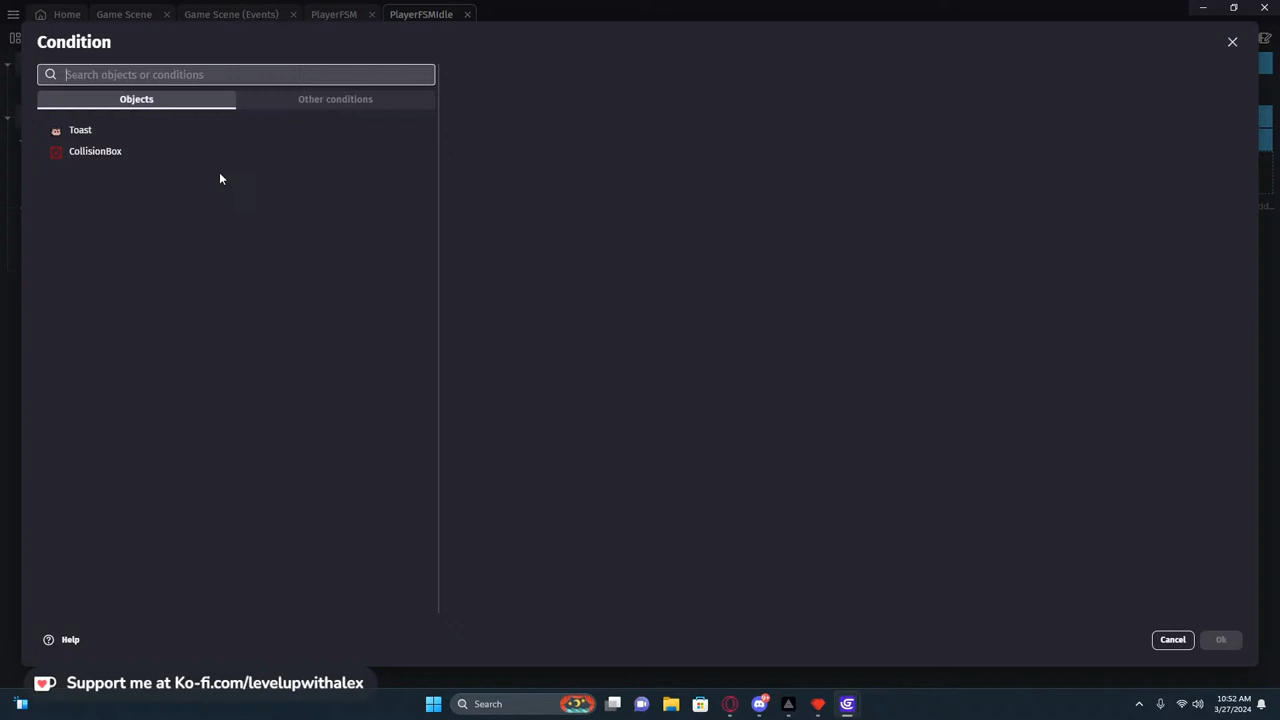 Home
Game Scene
Game Scene (Events)
PlayerFSM
PlayerFSMIdle
Condition
Search objects or conditions
Objects
Other conditions
Toast
CollisionBox
Help
Cancel
Ok
Support me at Ko-fi.com/levelupwithalex
Search
9+
10:52 AM
3/27/2024